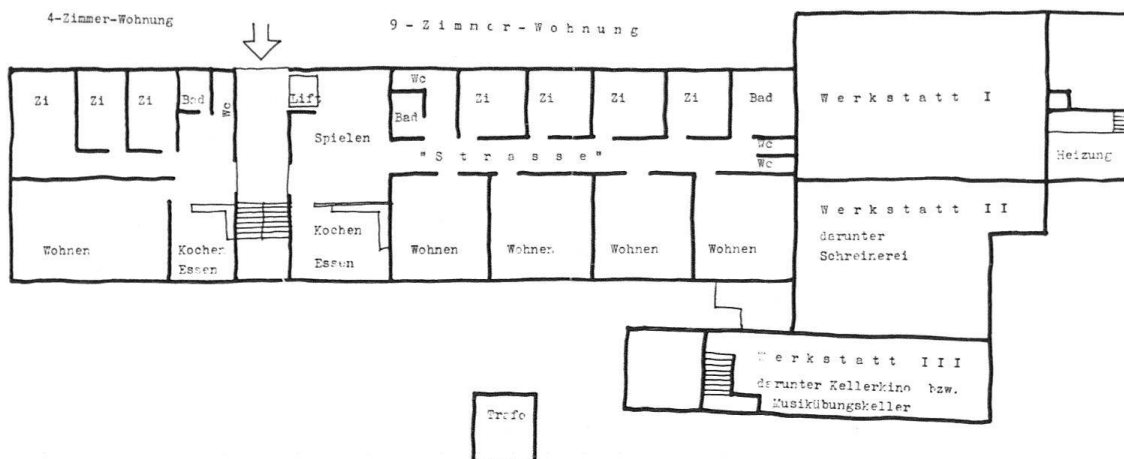 4-Zimmer-Wohnung
9-Zimmer-Wohnung
Zi Zi Zi Bad Wc Lift Wc Zi Zi Zi Zi Bad Werkstatt I
Spielen Bad
"Strasse" Wc Heizung
Wc
Werkstatt II
Wohnen Kochen Kochen Wohnen Wohnen Wohnen Wohnen darunter
Essen Essen Schreinerei
Werkstatt III
darunter Kellerkino bzw.
Musikübungskeller
Trafo